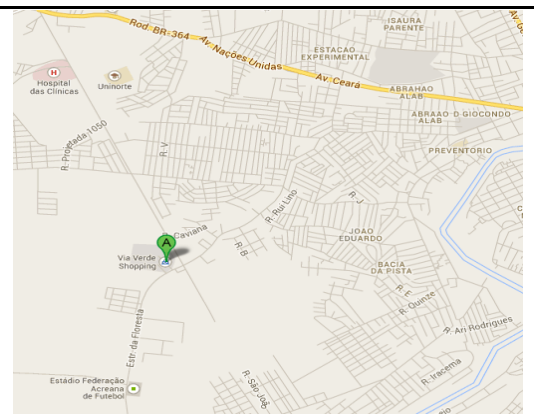 ISAURA
PARENTE
Rod. BR-364
Av. Nações Unidas
ESTACAO
EXPERIMENTAL
Av. Ceará
H
Hospital
das Clínicas
Uninorte
ABRAHAO
ALAB
ABRAAO D GIOCONDO
ALAB
PREVENTORIO
R. Projetada 1050
R. V
R. Rui Lino
R. J
R. Caviana
R. B
JOAO
EDUARDO
A
Via Verde
Shopping
BACIA
DA PISTA
R. E
R. Quinze
Estr. da Floresta
R. Ari Rodrigues
R. Iracema
Estádio Federação
Acreana
de Futebol
R. São João